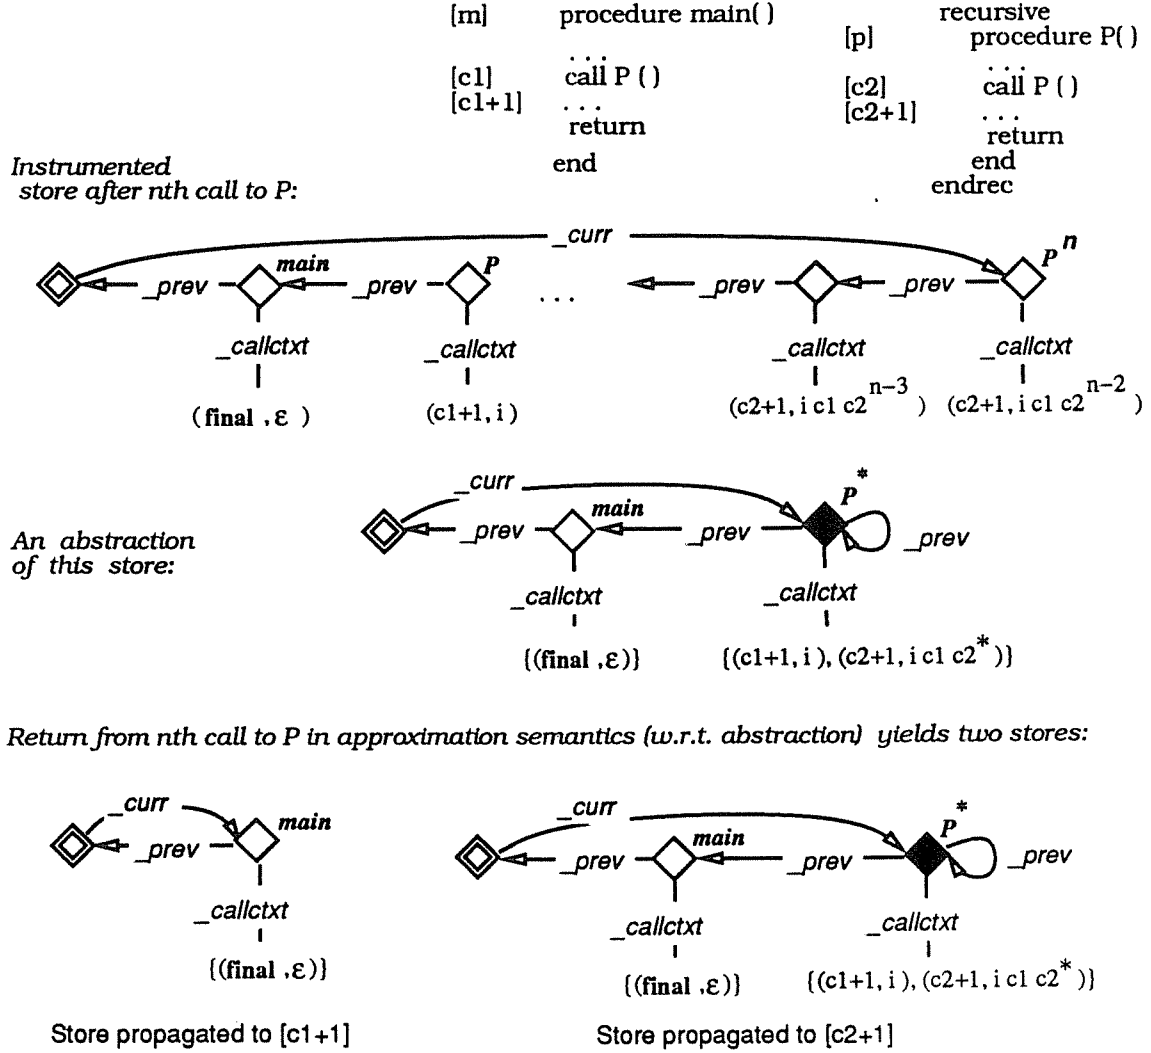 [m] procedure main( )
. . .
[c1] call P ( )
[c1+1] . . .
return
end
recursive
[p] procedure P( )
. . .
[c2] call P ( )
[c2+1] . . .
return
end
endrec
Instrumented
store after nth call to P:
_curr
main P P^n
_prev _prev . . . _prev _prev
_callctxt _callctxt _callctxt _callctxt
(final , ε ) (c1+1, i) (c2+1, i c1 c2^n-3 ) (c2+1, i c1 c2^n-2 )
An abstraction
of this store:
_curr P*
main
_prev _prev _prev
_callctxt _callctxt
{(final , ε)} {(c1+1, i), (c2+1, i c1 c2*)}
Return from nth call to P in approximation semantics (w.r.t. abstraction) yields two stores:
_curr
main
_prev
_callctxt
{(final , ε)}
Store propagated to [c1+1]
_curr P*
main
_prev _prev _prev
_callctxt _callctxt
{(final , ε)} {(c1+1, i), (c2+1, i c1 c2*)}
Store propagated to [c2+1]